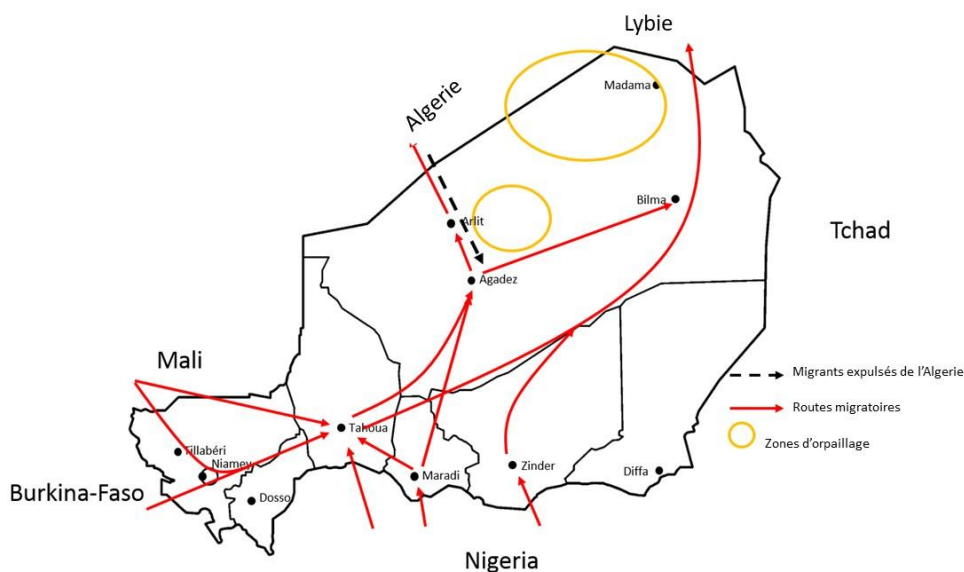 Lybie
Madama
Algerie
Arlit
Bilma
Tchad
Agadez
Mali
Migrants expulsés de l’Algerie
Routes migratoires
Tahoua
Zones d’orpaillage
Tillabéri
Niamey
Zinder
Maradi
Diffa
Burkina-Faso
Dosso
Nigeria